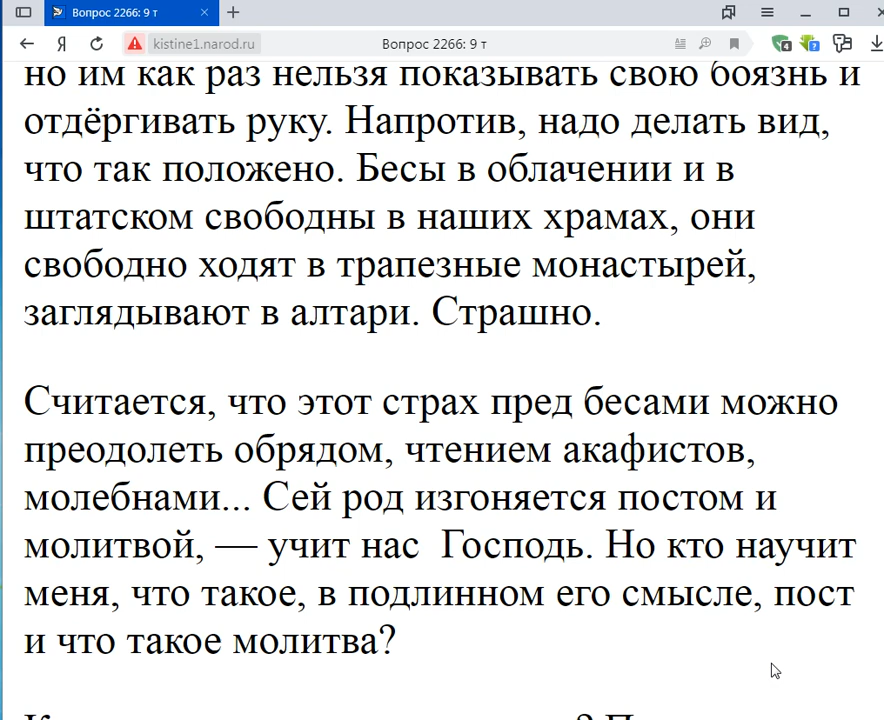 Вопрос 2266: 9 т
Я kistine1.narod.ru Вопрос 2266: 9 т
но им как раз нельзя показывать свою боязнь и
отдёргивать руку. Напротив, надо делать вид,
что так положено. Бесы в облачении и в
штатском свободны в наших храмах, они
свободно ходят в трапезные монастырей,
заглядывают в алтари. Страшно.
Считается, что этот страх пред бесами можно
преодолеть обрядом, чтением акафистов,
молебнами... Сей род изгоняется постом и
молитвой, — учит нас  Господь. Но кто научит
меня, что такое, в подлинном его смысле, пост
и что такое молитва?